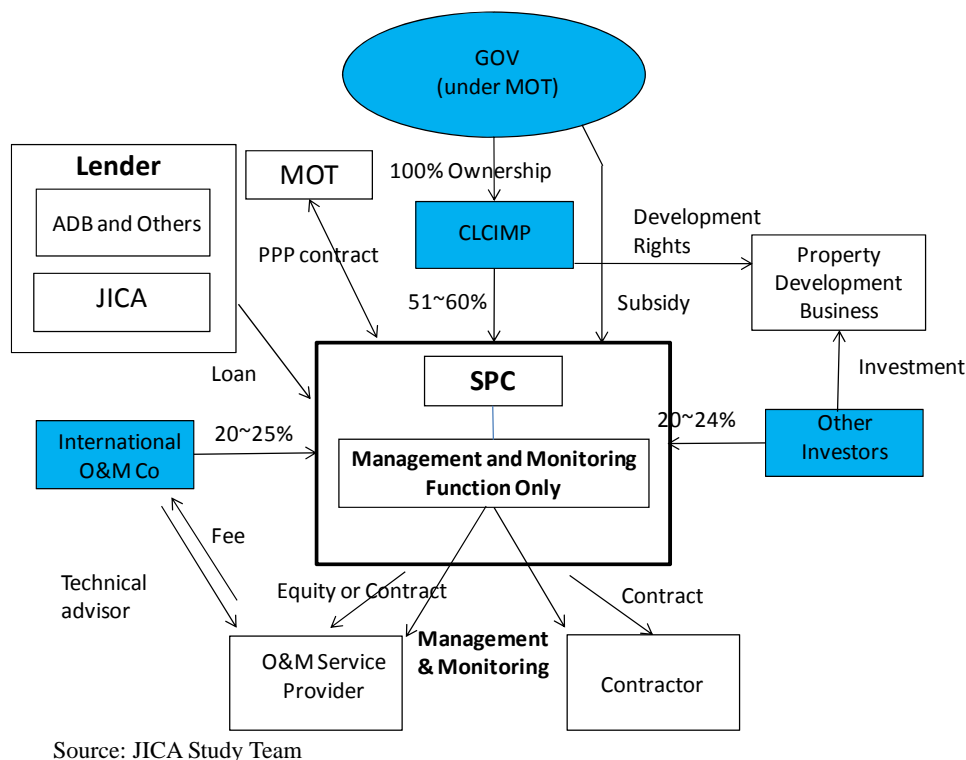 GOV
(under MOT)
Lender
ADB and Others
JICA
MOT
100% Ownership
CLCIMP
Development
Rights
Property
Development
Business
PPP contract
51~60%
Subsidy
Loan
Investment
SPC
International
O&M Co
20~25%
20~24%
Other
Investors
Management and Monitoring
Function Only
Fee
Technical
advisor
Equity or Contract
Contract
Management
& Monitoring
O&M Service
Provider
Contractor
Source: JICA Study Team